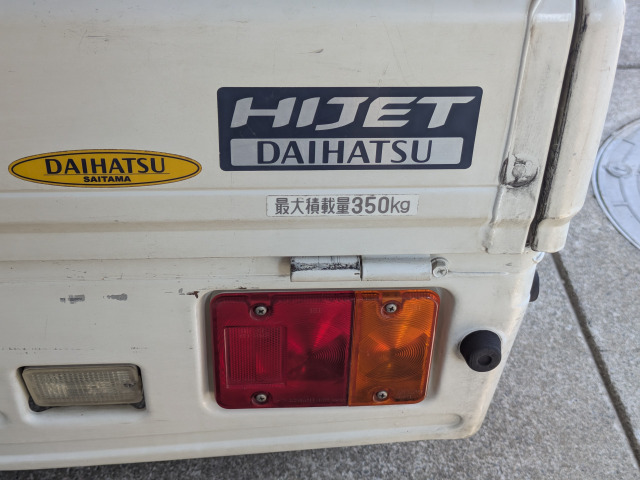 HIJET
DAIHATSU
DAIHATSU
SAITAMA
最大積載量350kg